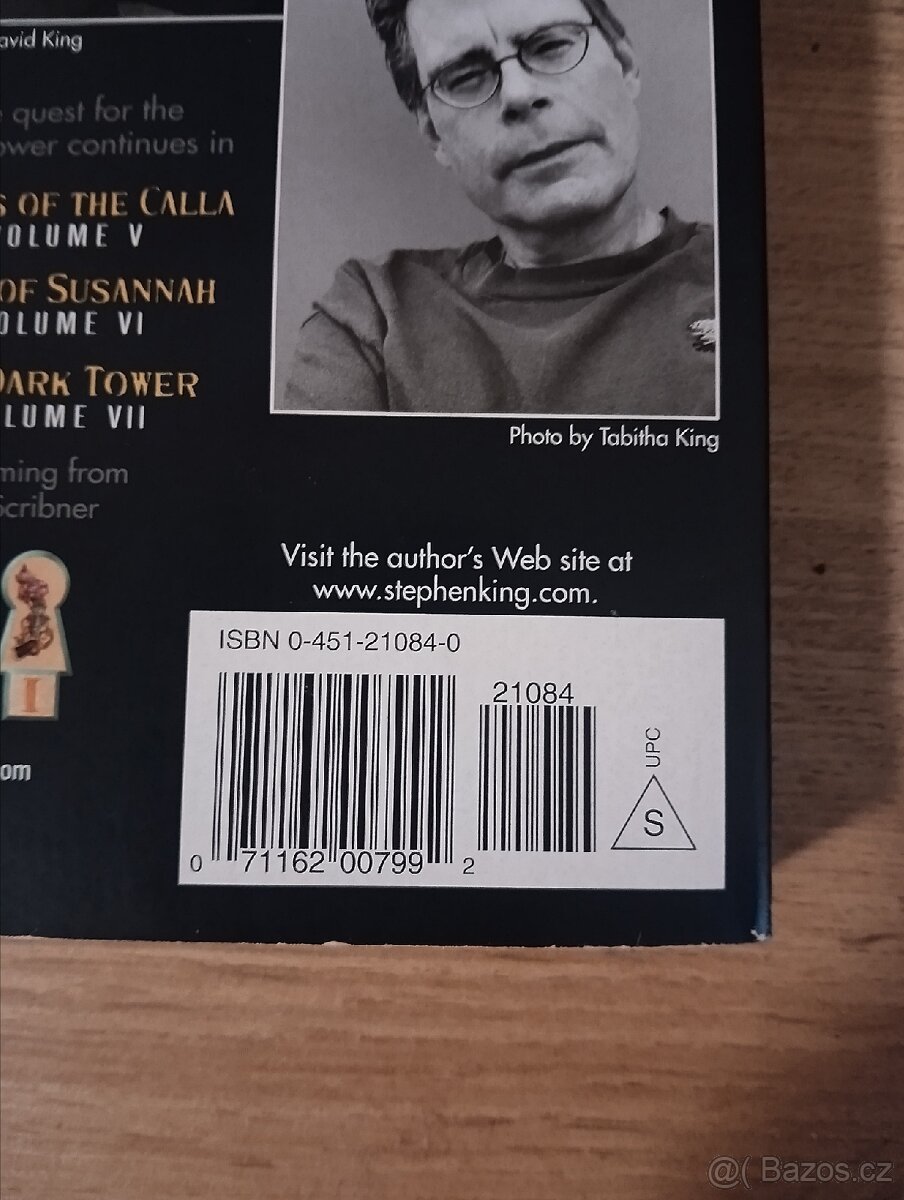 avid King
quest for the
ower continues in
S OF THE CALLA
VOLUME V
OF SUSANNAH
OLUME VI
DARK TOWER
LUME VII
ming from
Scribner
I
om
Photo by Tabitha King
Visit the author's Web site at
www.stephenking.com.
ISBN 0-451-21084-0
21084
UPC
S
0 71162 00799 2
@( Bazos.cz